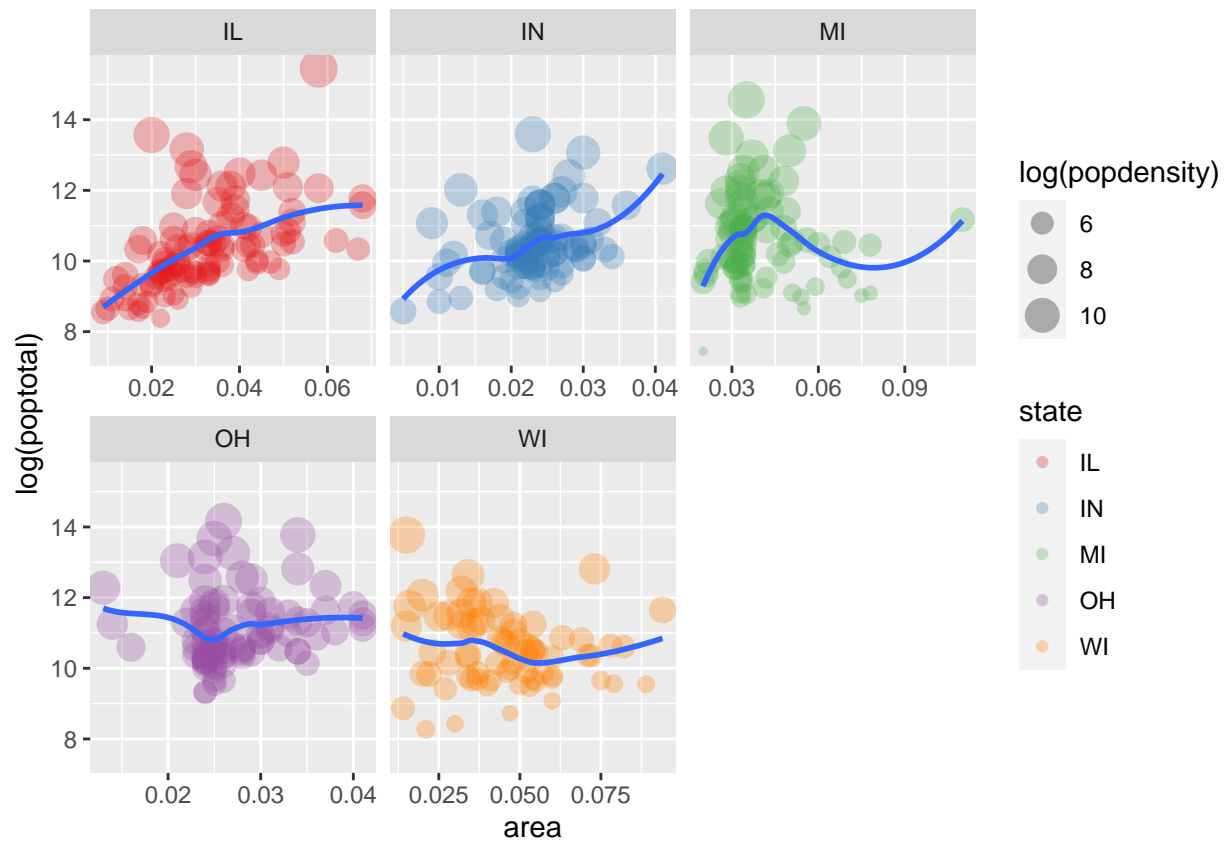 IL IN MI
14
12
10
8
0.02 0.04 0.06 0.01 0.02 0.03 0.04 0.03 0.06 0.09
OH WI
14
12
10
8
0.02 0.03 0.04 0.025 0.050 0.075
area
log(poptotal)
log(popdensity)
6
8
10
state
IL
IN
MI
OH
WI